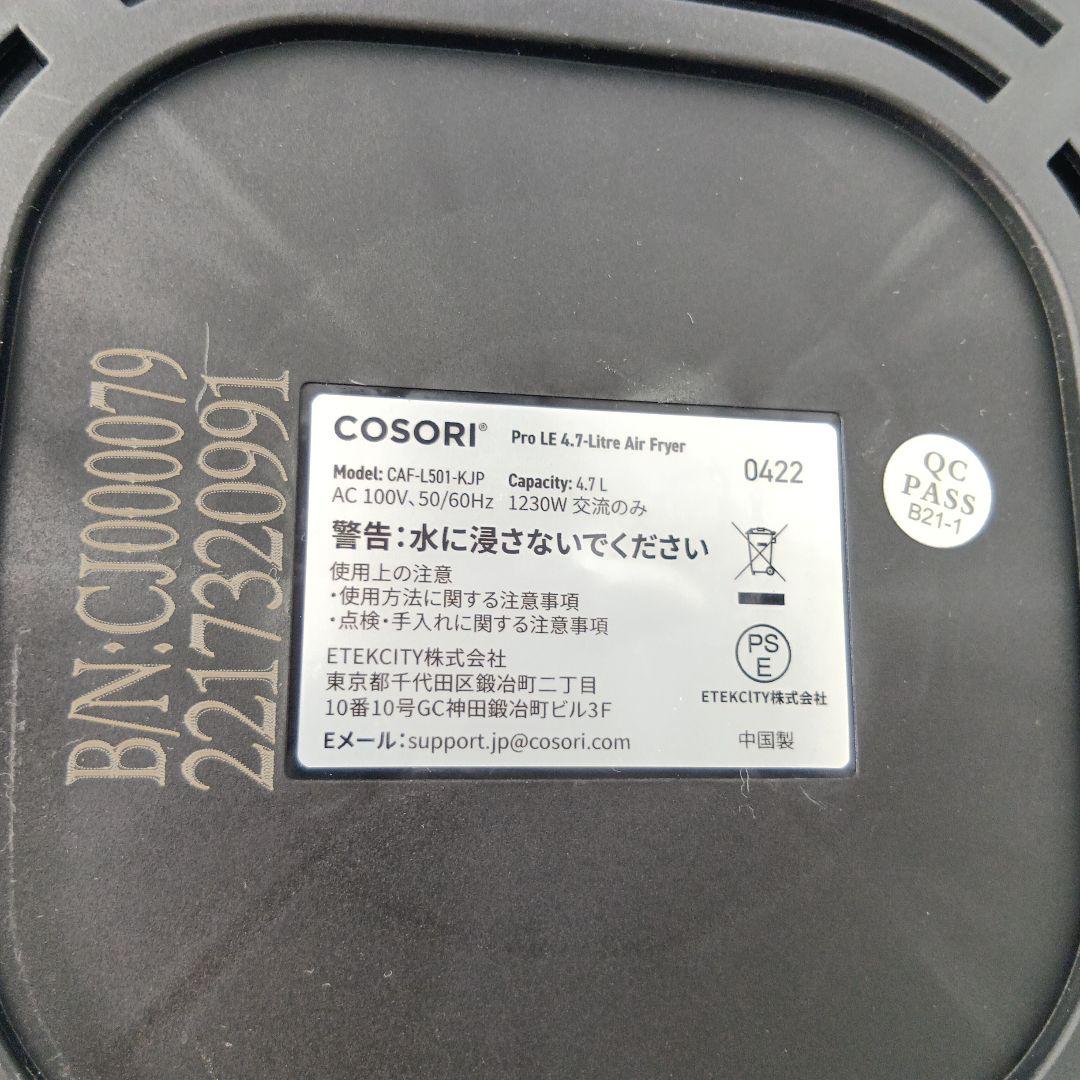 B/N:CJ000079
2217320991
COSORI® Pro LE 4.7-Litre Air Fryer
0422
Model: CAF-L501-KJP Capacity: 4.7 L
AC 100V、50/60Hz 1230W 交流のみ
警告：水に浸さないでください
使用上の注意
・使用方法に関する注意事項
・点検・手入れに関する注意事項
ETEKCITY株式会社
東京都千代田区鍛冶町二丁目
10番10号GC神田鍛冶町ビル3F
Eメール：support.jp@cosori.com
PS
E
ETEKCITY株式会社
中国製
QC
PASS
B21-1